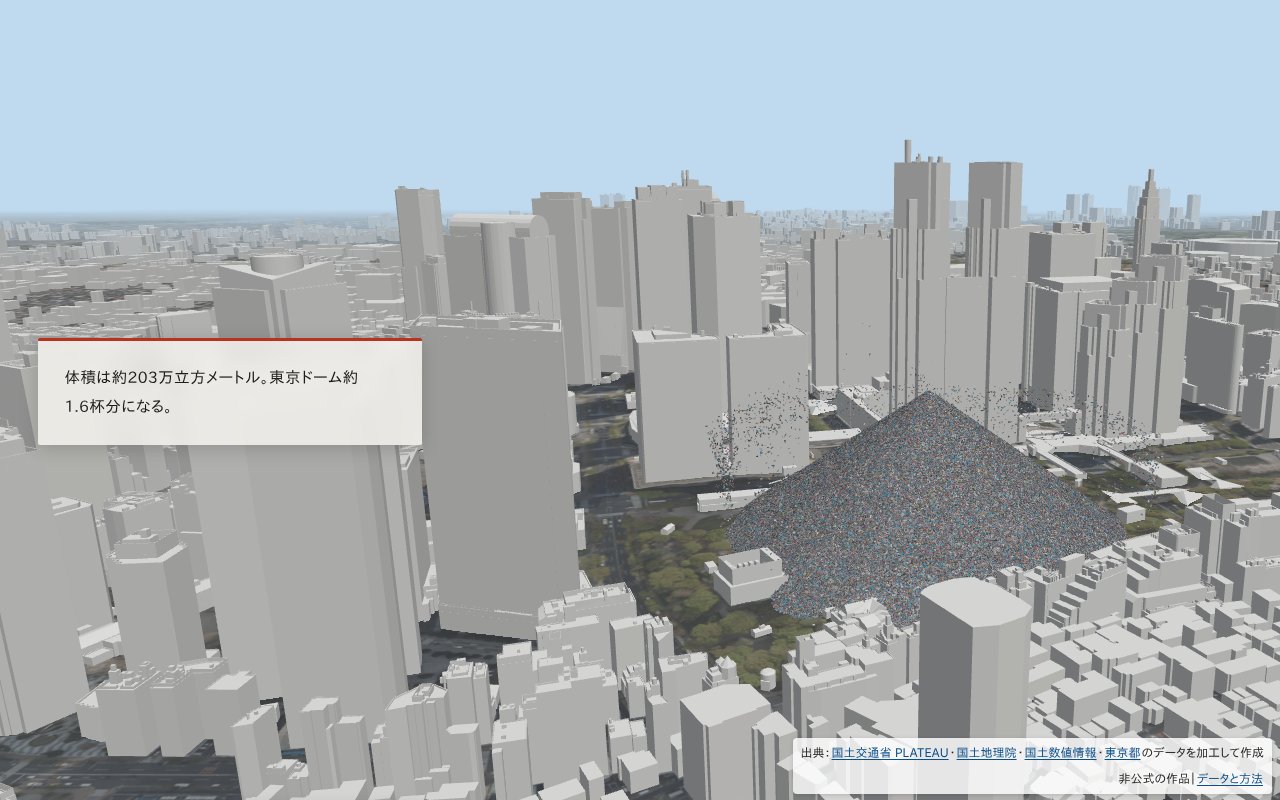 体積は約203万立方メートル。東京ドーム約
1.6杯分になる。
出典: 国土交通省 PLATEAU・国土地理院・国土数値情報・東京都のデータを加工して作成
非公式の作品|データと方法